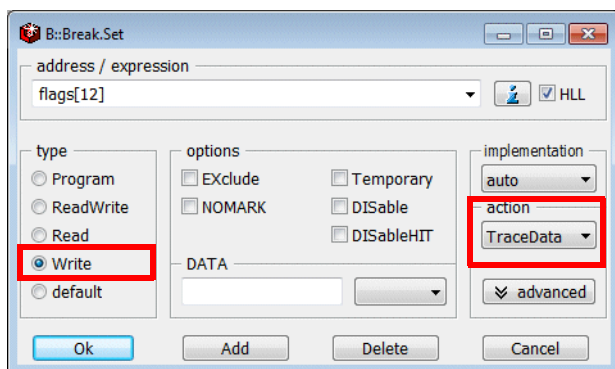 B::Break.Set
address / expression
flags[12]
i HLL
type
Program
ReadWrite
Read
Write
default
options
EXclude
Temporary
NOMARK
DISable
DISableHIT
DATA
implementation
auto
action
TraceData
advanced
Ok
Add
Delete
Cancel